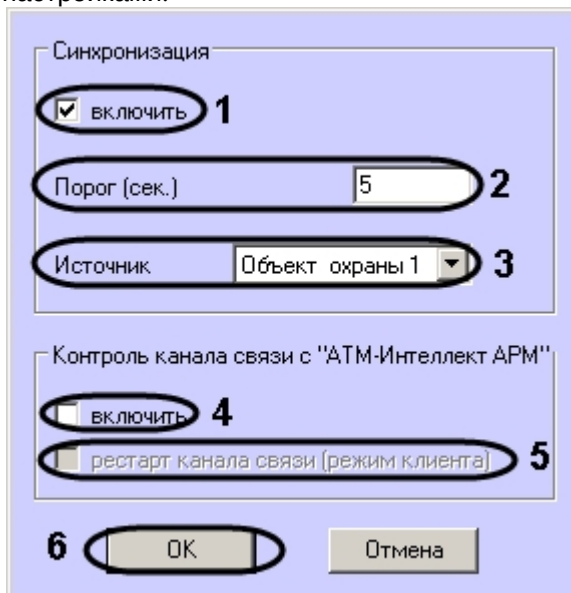 настройками.
Синхронизация
включить 1
Порог (сек.) 5 2
Источник Объект охраны 1 3
Контроль канала связи с "АТМ-Интеллект АРМ"
включить 4
рестарт канала связи (режим клиента) 5
6 ОК Отмена